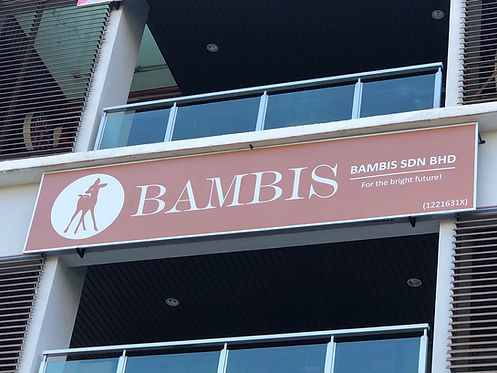 BAMBIS
BAMBIS SDN BHD
For the bright future!
(1221631X)